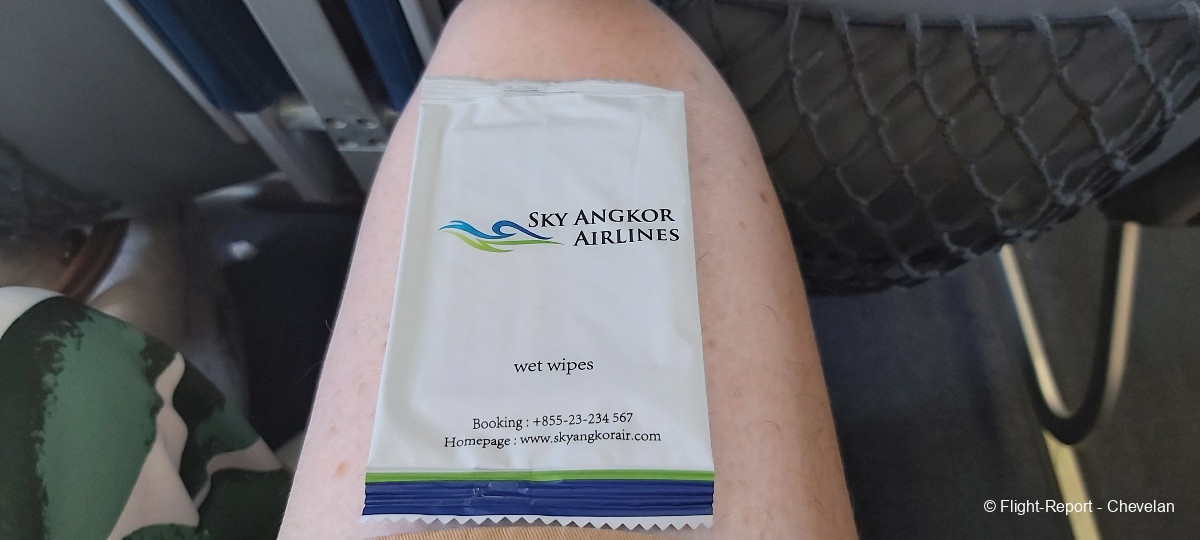 SKY ANGKOR
AIRLINES
wet wipes
Booking : +855-23-234 567
Homepage : www.skyangkorair.com
© Flight-Report - Chevelan